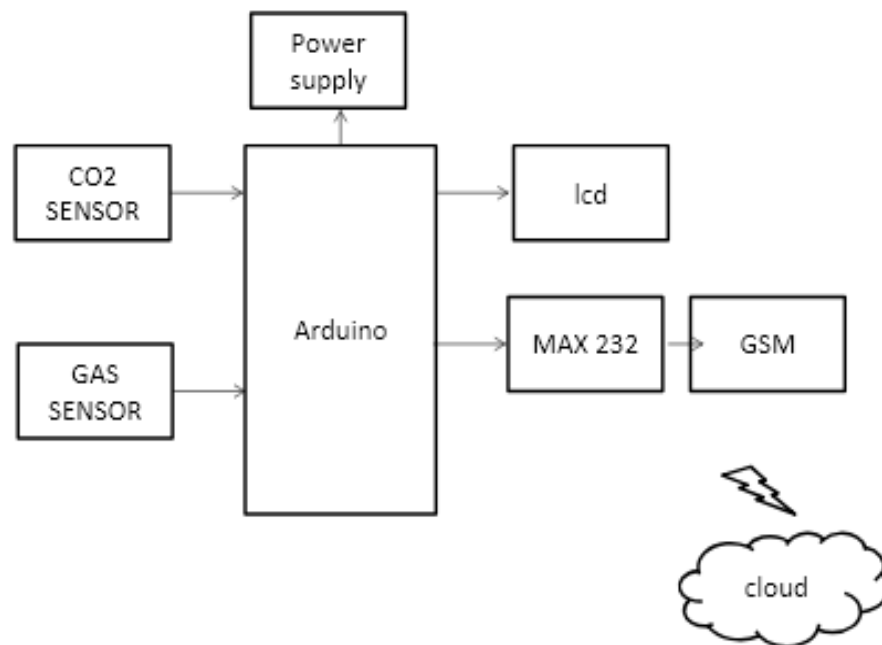 Power
supply
CO2
SENSOR
lcd
Arduino
MAX 232
GSM
GAS
SENSOR
cloud